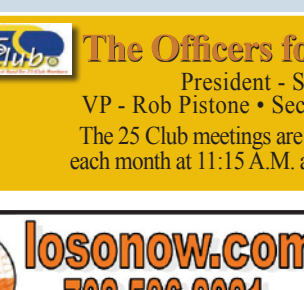 Club.
The Officers fo
President - S
VP - Rob Pistone • Sec
The 25 Club meetings are
each month at 11:15 A.M. a
losonow.com